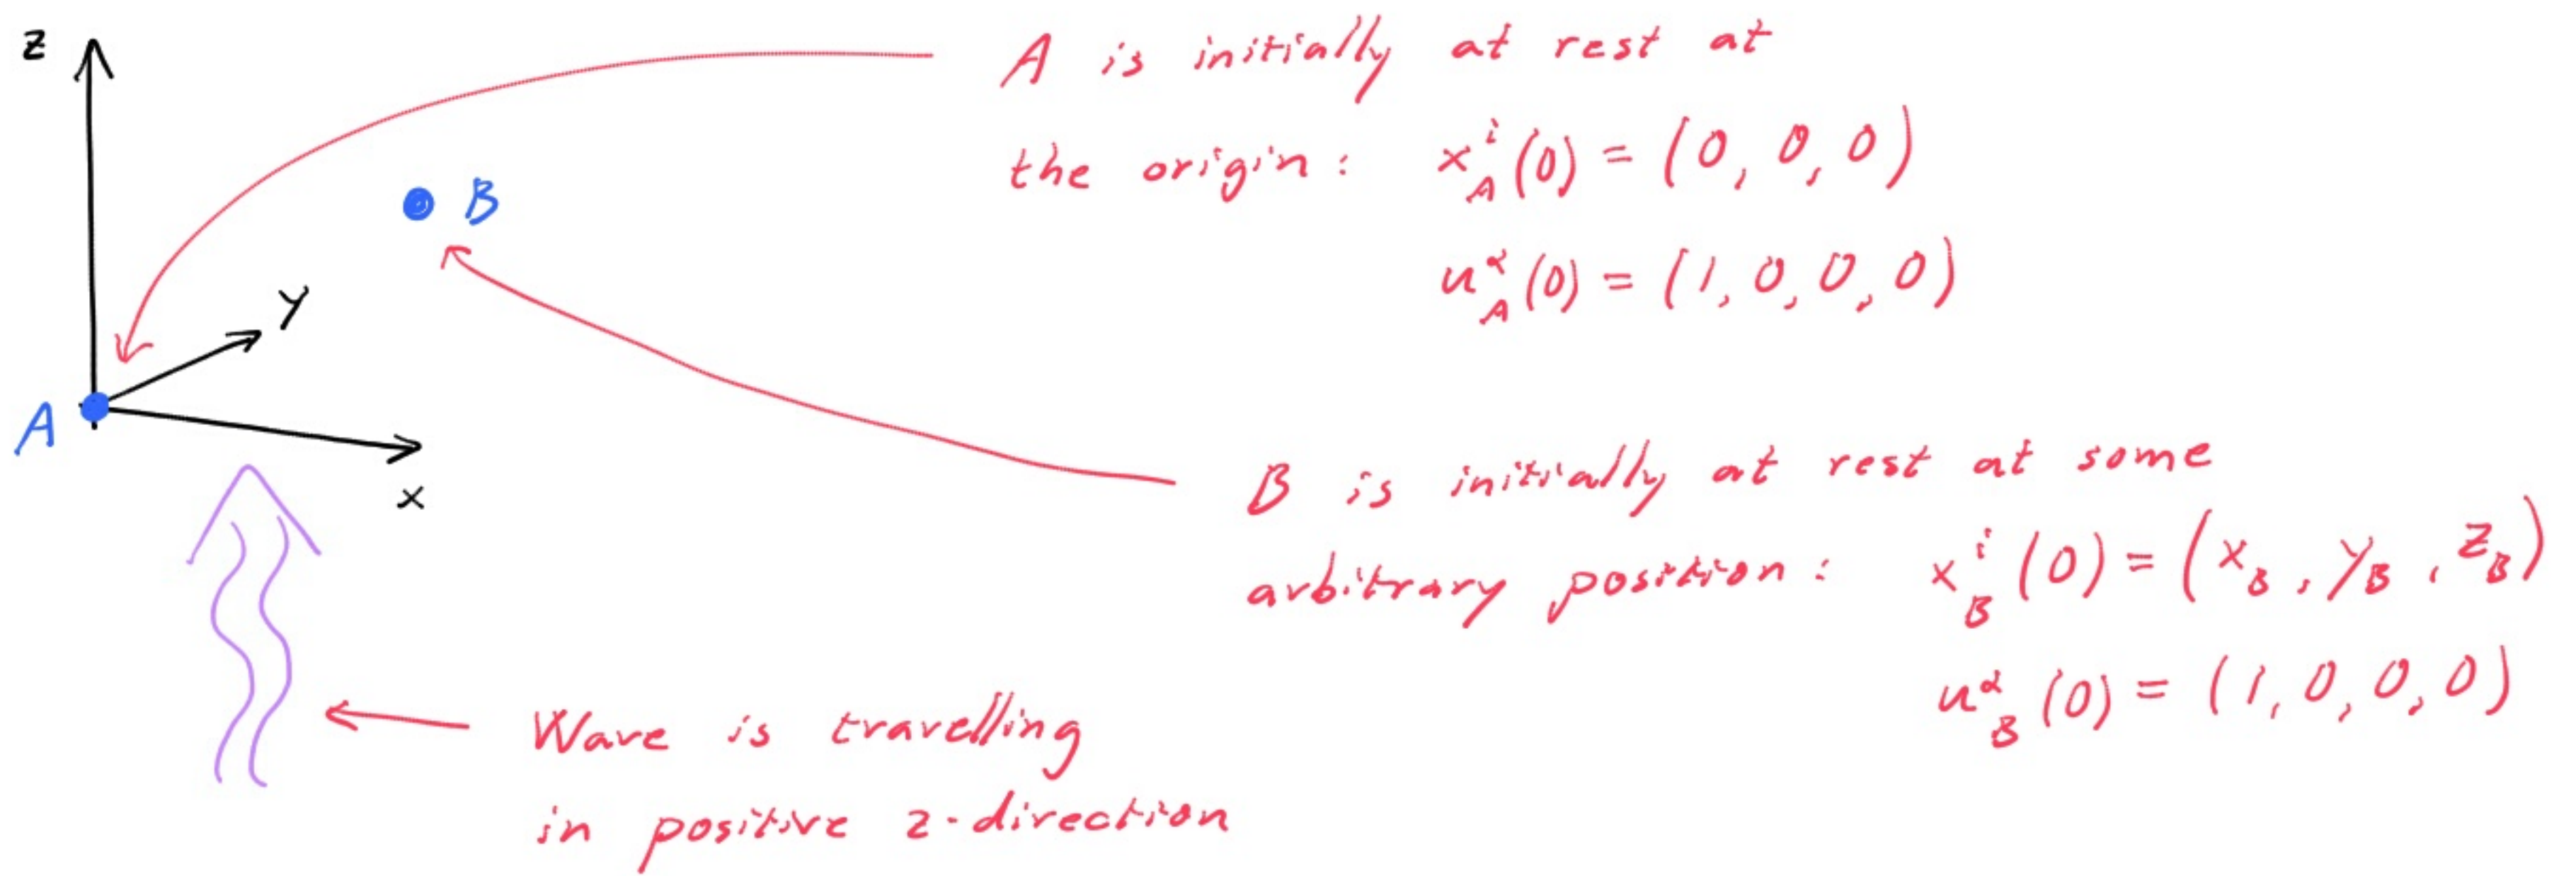 z
A is initially at rest at
the origin: x^i_A(0) = (0, 0, 0)
B
u^α_A(0) = (1, 0, 0, 0)
y
A
x
B is initially at rest at some
arbitrary position: x^i_B(0) = (x_B, y_B, z_B)
u^α_B(0) = (1, 0, 0, 0)
Wave is travelling
in positive z-direction